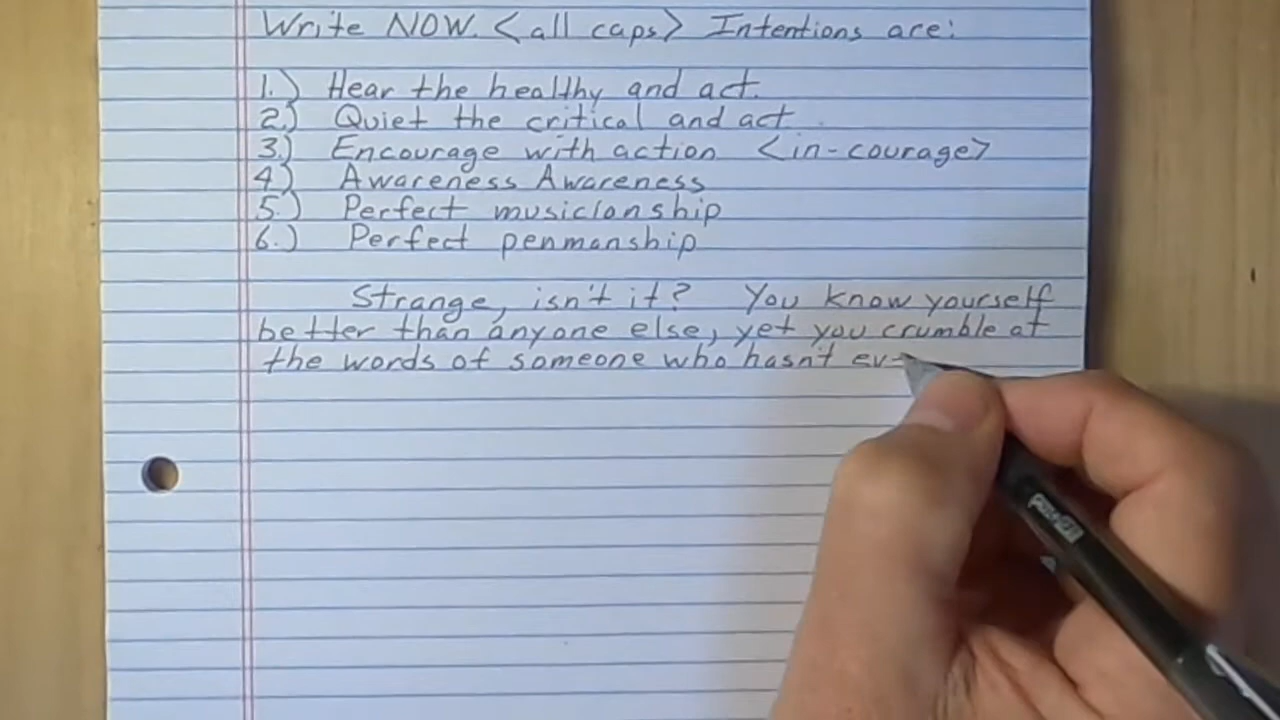 Write NOW. <all caps> Intentions are:
1.) Hear the healthy and act.
2.) Quiet the critical and act.
3.) Encourage with action <in-courage>
4.) Awareness Awareness
5.) Perfect musicianship
6.) Perfect penmanship
Strange, isn't it? You know yourself
better than anyone else, yet you crumble at
the words of someone who hasn't ev